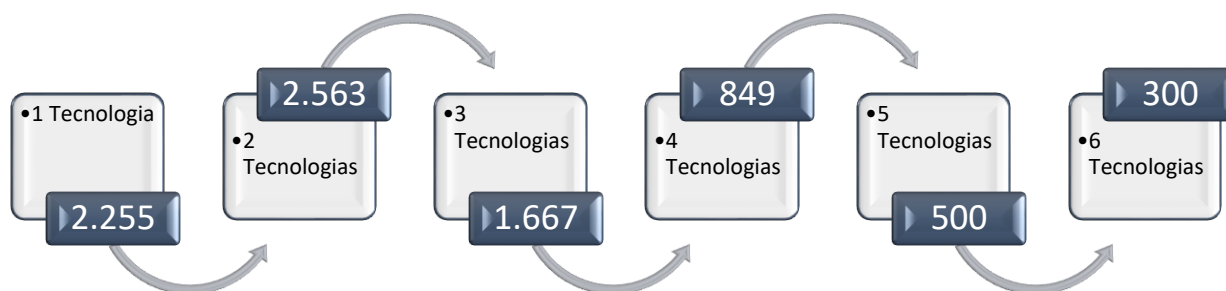 •1 Tecnologia
2.255
2.563
•2
Tecnologias
•3
Tecnologias
1.667
849
•4
Tecnologias
•5
Tecnologias
500
300
•6
Tecnologias